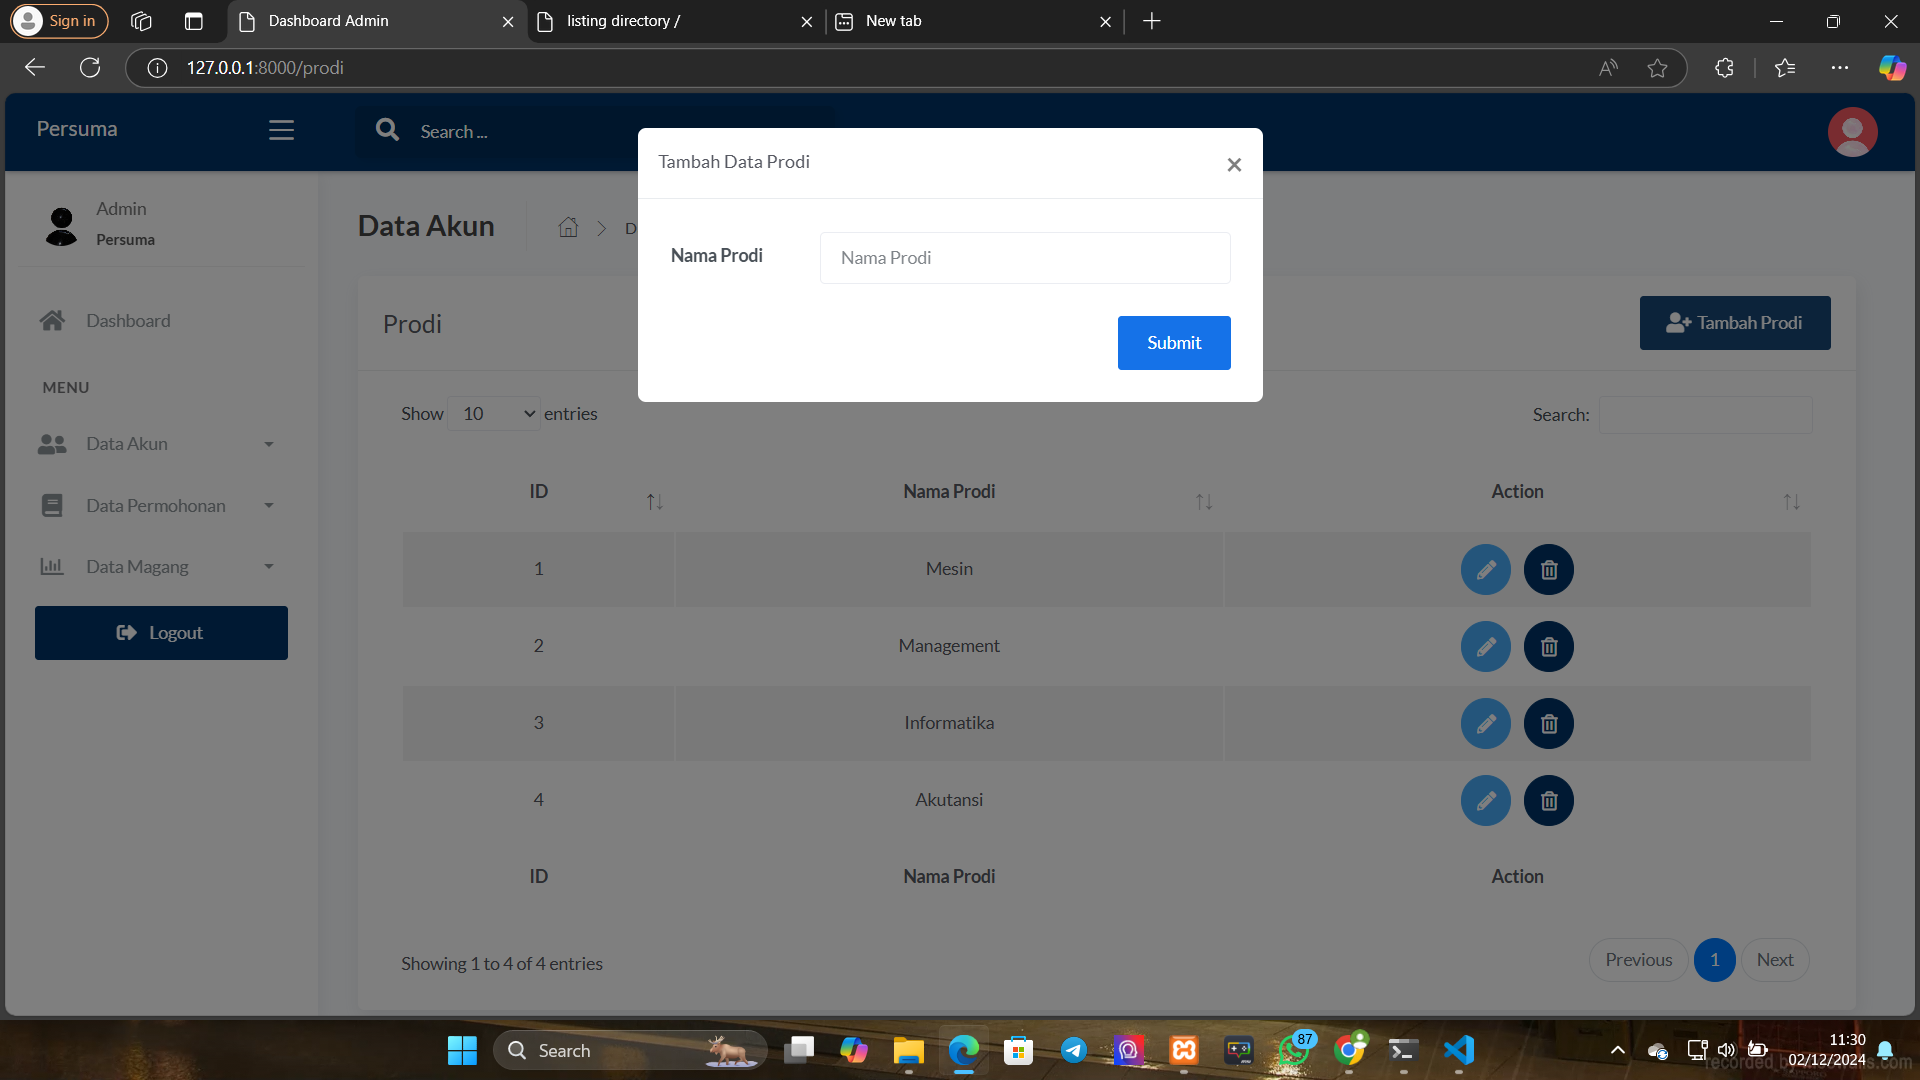 Sign in
Dashboard Admin
listing directory /
New tab
127.0.0.1:8000/prodi
Persuma
Search ...
Tambah Data Prodi
Nama Prodi
Nama Prodi
Submit
Admin
Persuma
Dashboard
MENU
Data Akun
Data Permohonan
Data Magang
Logout
Data Akun
D
Prodi
Tambah Prodi
Show 10 entries
Search:
ID Nama Prodi Action
1 Mesin
2 Management
3 Informatika
4 Akutansi
ID Nama Prodi Action
Showing 1 to 4 of 4 entries
Previous 1 Next
Search
87
11:30
02/12/2024